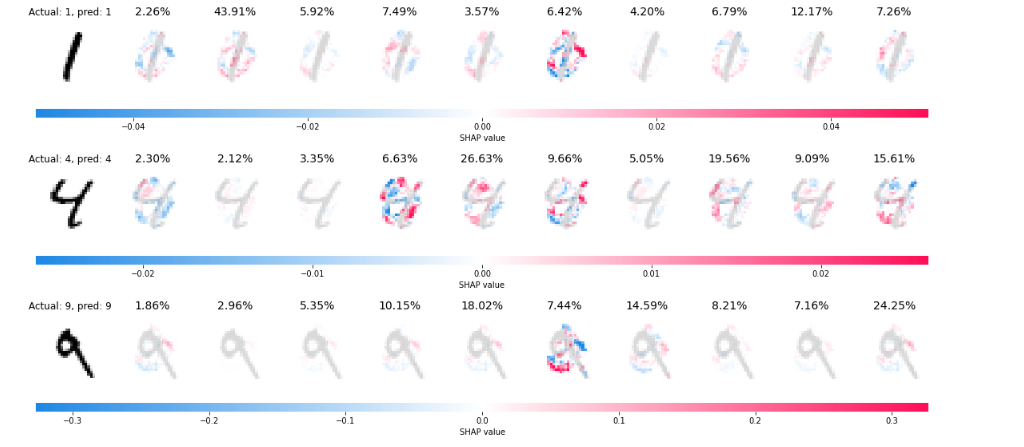 Actual: 1, pred: 1 2.26% 43.91% 5.92% 7.49% 3.57% 6.42% 4.20% 6.79% 12.17% 7.26%
1
−0.04 −0.02 0.00 0.02 0.04
SHAP value
Actual: 4, pred: 4 2.30% 2.12% 3.35% 6.63% 26.63% 9.66% 5.05% 19.56% 9.09% 15.61%
4
−0.02 −0.01 0.00 0.01 0.02
SHAP value
Actual: 9, pred: 9 1.86% 2.96% 5.35% 10.15% 18.02% 7.44% 14.59% 8.21% 7.16% 24.25%
9
−0.3 −0.2 −0.1 0.0 0.1 0.2 0.3
SHAP value